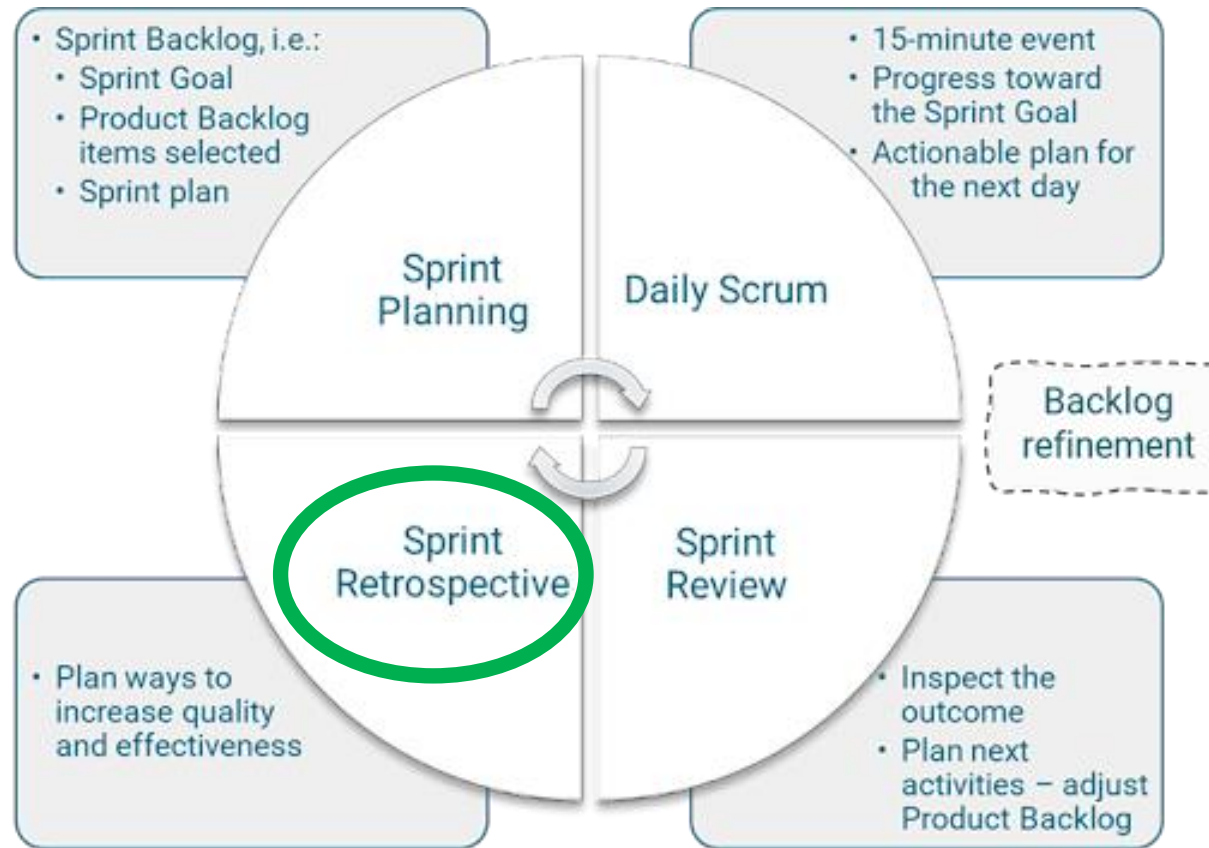 • Sprint Backlog, i.e.:
• Sprint Goal
• Product Backlog
items selected
• Sprint plan
• 15-minute event
• Progress toward
the Sprint Goal
• Actionable plan for
the next day
Sprint
Planning
Daily Scrum
Backlog
refinement
Sprint
Retrospective
Sprint
Review
• Plan ways to
increase quality
and effectiveness
• Inspect the
outcome
• Plan next
activities – adjust
Product Backlog